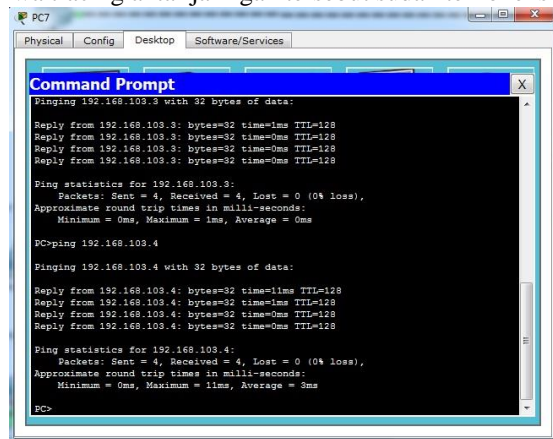 PC7
Physical Config Desktop Software/Services
Command Prompt X
Pinging 192.168.103.3 with 32 bytes of data:
Reply from 192.168.103.3: bytes=32 time=1ms TTL=128
Reply from 192.168.103.3: bytes=32 time=0ms TTL=128
Reply from 192.168.103.3: bytes=32 time=0ms TTL=128
Reply from 192.168.103.3: bytes=32 time=0ms TTL=128
Ping statistics for 192.168.103.3:
Packets: Sent = 4, Received = 4, Lost = 0 (0% loss),
Approximate round trip times in milli-seconds:
Minimum = 0ms, Maximum = 1ms, Average = 0ms
PC>ping 192.168.103.4
Pinging 192.168.103.4 with 32 bytes of data:
Reply from 192.168.103.4: bytes=32 time=11ms TTL=128
Reply from 192.168.103.4: bytes=32 time=1ms TTL=128
Reply from 192.168.103.4: bytes=32 time=0ms TTL=128
Reply from 192.168.103.4: bytes=32 time=0ms TTL=128
Ping statistics for 192.168.103.4:
Packets: Sent = 4, Received = 4, Lost = 0 (0% loss),
Approximate round trip times in milli-seconds:
Minimum = 0ms, Maximum = 11ms, Average = 3ms
PC>